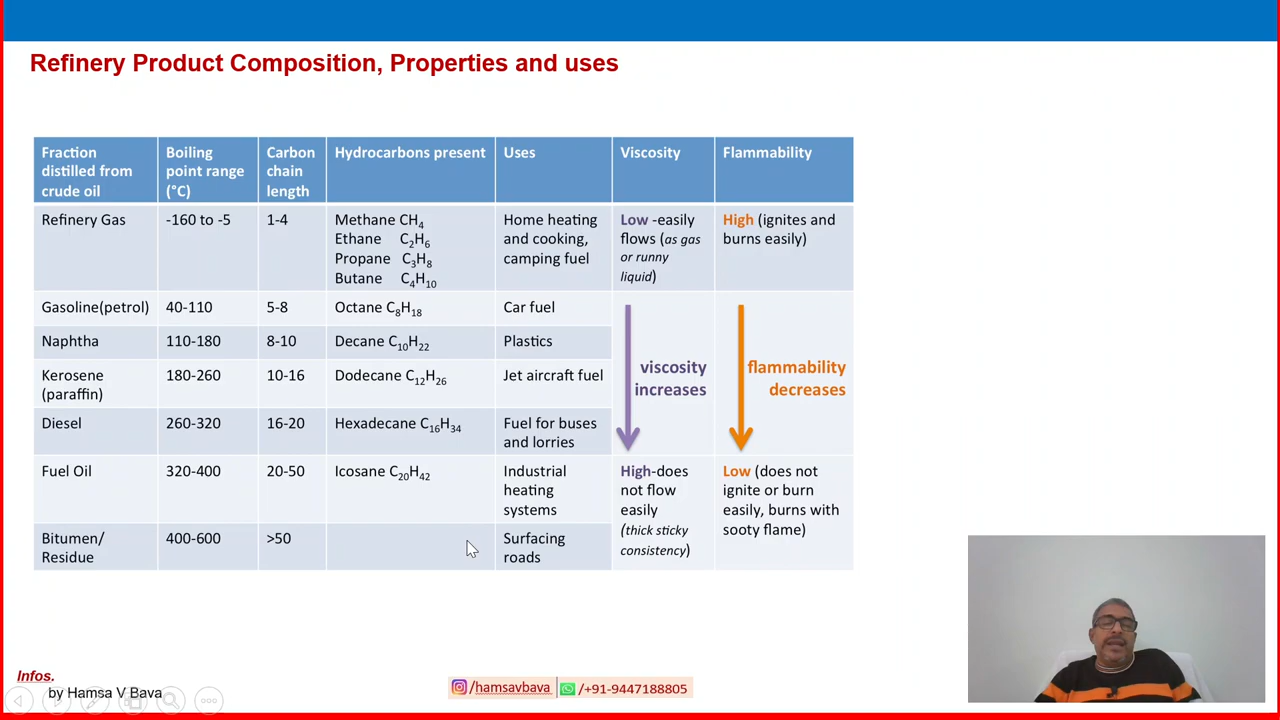 Refinery Product Composition, Properties and uses
Fraction distilled from crude oil
Boiling point range (°C)
Carbon chain length
Hydrocarbons present
Uses
Viscosity
Flammability
Refinery Gas
-160 to -5
1-4
Methane CH₄
Ethane C₂H₆
Propane C₃H₈
Butane C₄H₁₀
Home heating and cooking, camping fuel
Low -easily flows (as gas or runny liquid)
High (ignites and burns easily)
Gasoline(petrol)
40-110
5-8
Octane C₈H₁₈
Car fuel
Naphtha
110-180
8-10
Decane C₁₀H₂₂
Plastics
viscosity increases
flammability decreases
Kerosene (paraffin)
180-260
10-16
Dodecane C₁₂H₂₆
Jet aircraft fuel
Diesel
260-320
16-20
Hexadecane C₁₆H₃₄
Fuel for buses and lorries
Fuel Oil
320-400
20-50
Icosane C₂₀H₄₂
Industrial heating systems
High-does not flow easily (thick sticky consistency)
Low (does not ignite or burn easily, burns with sooty flame)
Bitumen/ Residue
400-600
>50
Surfacing roads
Infos.
by Hamsa V Bava
/hamsavbava
/+91-9447188805